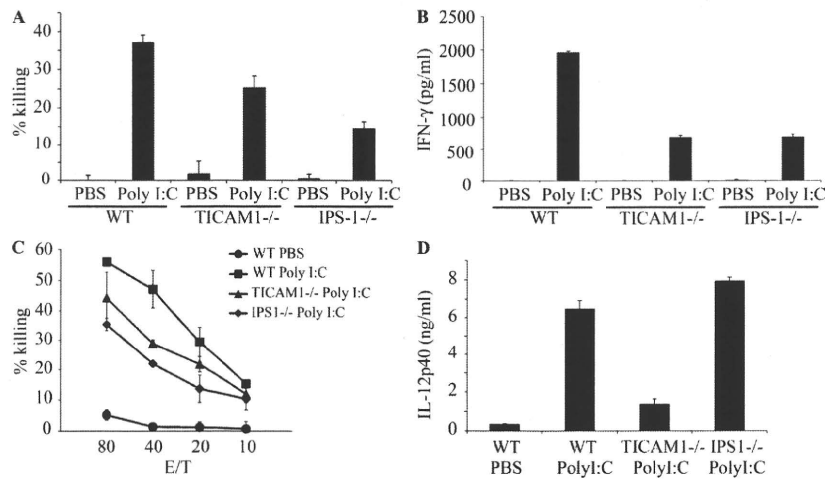 A
% killing
40
30
20
10
0
PBS Poly I:C PBS Poly I:C PBS Poly I:C
WT TICAM1-/- IPS-1-/-
B
IFN-γ (pg/ml)
2500
2000
1500
1000
500
0
PBS Poly I:C PBS Poly I:C PBS Poly I:C
WT TICAM1-/- IPS-1-/-
C
% killing
60
50
40
30
20
10
0
80 40 20 10
E/T
WT PBS
WT Poly I:C
TICAM1-/- Poly I:C
IPS1-/- Poly I:C
D
IL-12p40 (ng/ml)
8
6
4
2
0
WT WT TICAM1-/- IPS1-/-
PBS PolyI:C PolyI:C PolyI:C